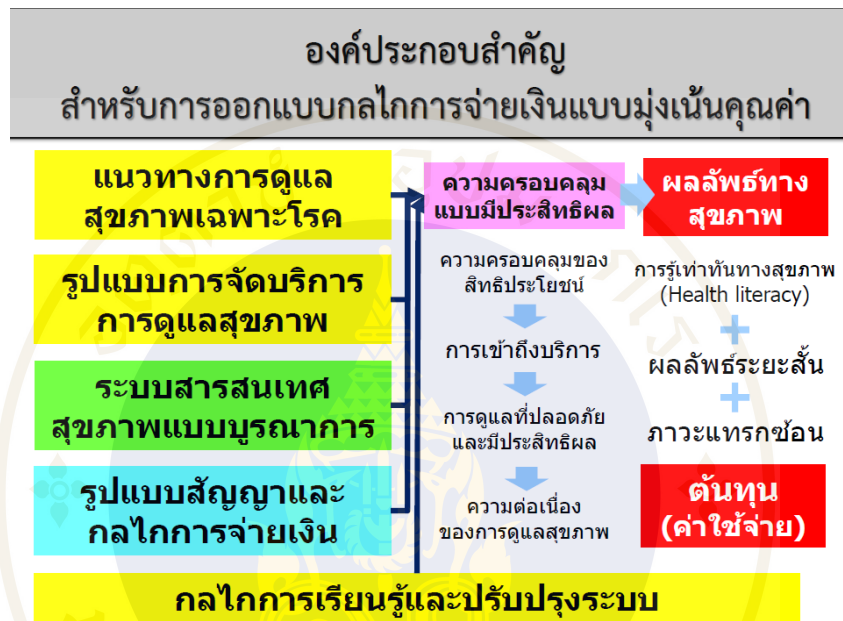 องค์ประกอบสำคัญ
สำหรับการออกแบบกลไกการจ่ายเงินแบบมุ่งเน้นคุณค่า
แนวทางการดูแล
สุขภาพเฉพาะโรค
รูปแบบการจัดบริการ
การดูแลสุขภาพ
ระบบสารสนเทศ
สุขภาพแบบบูรณาการ
รูปแบบสัญญาและ
กลไกการจ่ายเงิน
ความครอบคลุม
แบบมีประสิทธิผล
ความครอบคลุมของ
สิทธิประโยชน์
การเข้าถึงบริการ
การดูแลที่ปลอดภัย
และมีประสิทธิผล
ความต่อเนื่อง
ของการดูแลสุขภาพ
ผลลัพธ์ทาง
สุขภาพ
การรู้เท่าทันทางสุขภาพ
(Health literacy)
+
ผลลัพธ์ระยะสั้น
+
ภาวะแทรกซ้อน
ต้นทุน
(ค่าใช้จ่าย)
กลไกการเรียนรู้และปรับปรุงระบบ